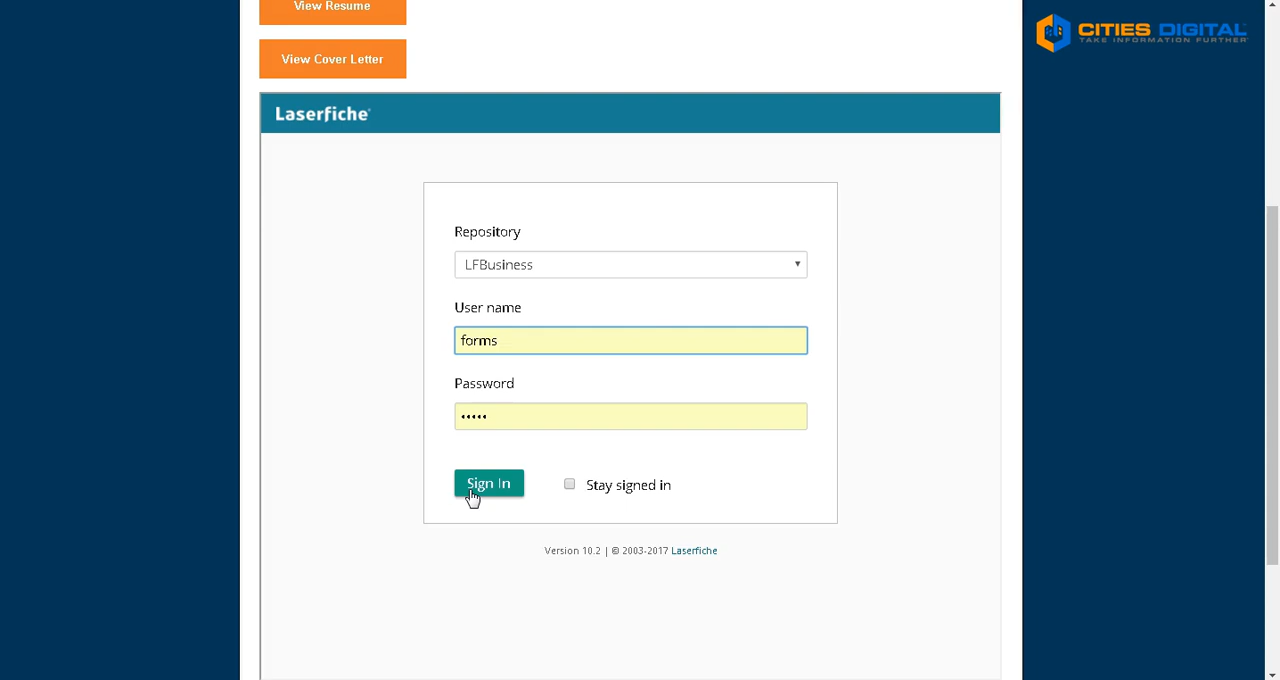 View Resume
CITIES DIGITAL
TAKE INFORMATION FURTHER
View Cover Letter
Laserfiche
Repository
LFBusiness
User name
forms
Password
•••••
Sign In
Stay signed in
Version 10.2 | © 2003-2017 Laserfiche